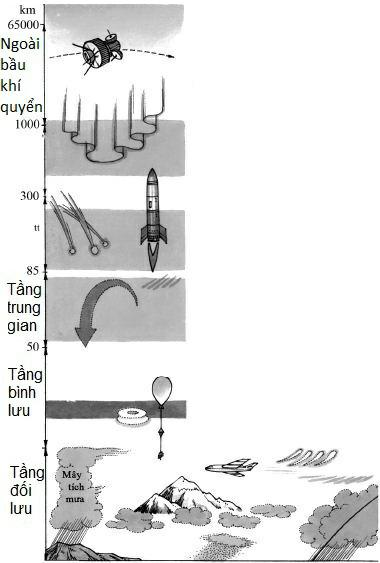 km
65000
Ngoài
bầu
khí
quyển
1000
300
tt
85
Tầng
trung
gian
50
Tầng
bình
lưu
Tầng
đối
lưu
Mây
tích
mưa